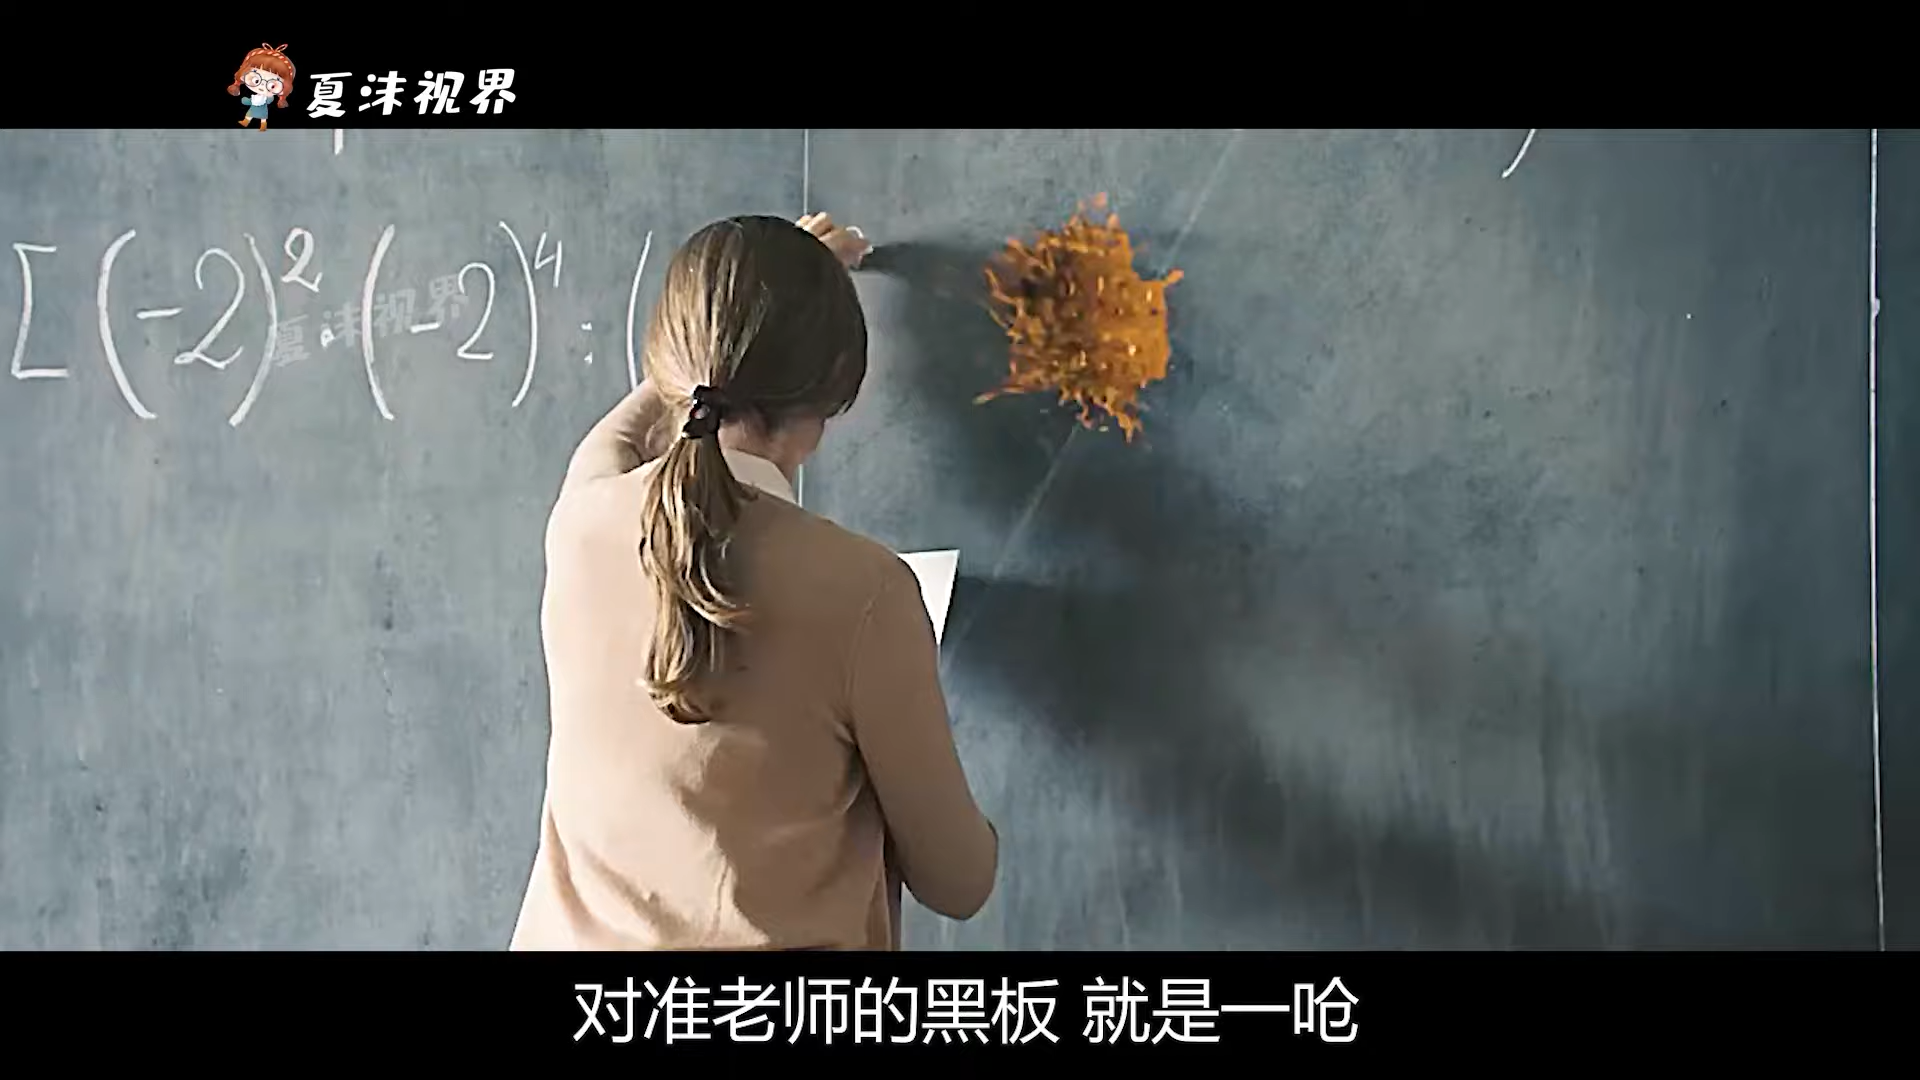 夏沫视界
[(-2)²·(-2)⁴:(
夏沫视界
对准老师的黑板 就是一呛